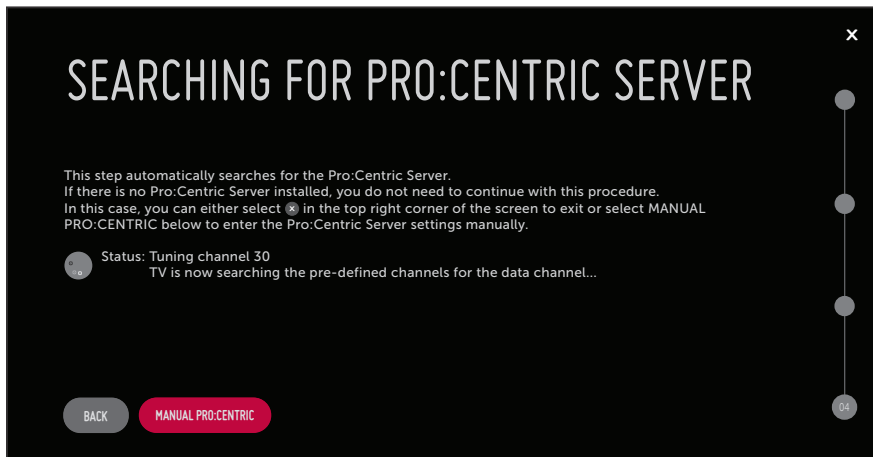 X
SEARCHING FOR PRO:CENTRIC SERVER
This step automatically searches for the Pro:Centric Server.
If there is no Pro:Centric Server installed, you do not need to continue with this procedure.
In this case, you can either select ⓧ in the top right corner of the screen to exit or select MANUAL
PRO:CENTRIC below to enter the Pro:Centric Server settings manually.
Status: Tuning channel 30
TV is now searching the pre-defined channels for the data channel...
BACK
MANUAL PRO:CENTRIC
04